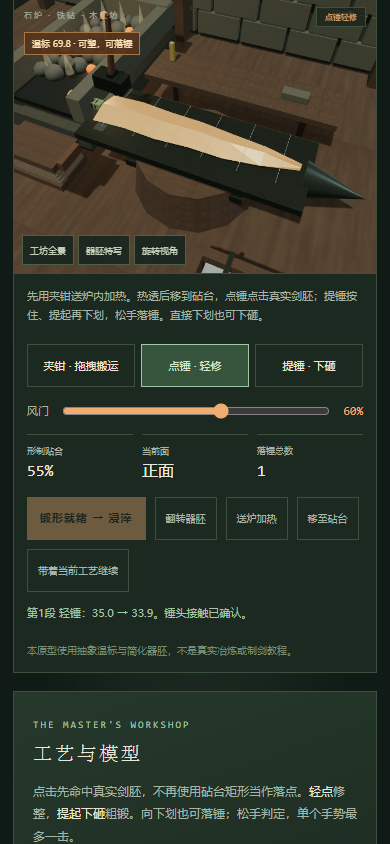 石炉 · 铁砧 · 木工坊
点锤轻修
温标 69.8 · 可塑，可落锤
工坊全景
器胚特写
旋转视角
先用夹钳送炉内加热。热透后移到砧台，点锤点击真实剑胚；提锤按
住、提起再下划，松手落锤。直接下划也可下砸。
夹钳 · 拖拽搬运
点锤 · 轻修
提锤 · 下砸
风门
60%
形制贴合
当前面
落锤总数
55%
正面
1
锻形就绪 → 浸淬
翻转器胚
送炉加热
移至砧台
带着当前工艺继续
第1段 轻锤：35.0 → 33.9。锤头接触已确认。
本原型使用抽象温标与简化器胚，不是真实冶炼或制剑教程。
THE MASTER'S WORKSHOP
工艺与模型
点击先命中真实剑胚，不再使用砧台矩形当作落点。轻点修
整，提起下砸粗锻。向下划也可落锤；松手判定，单个手势最
多一击。